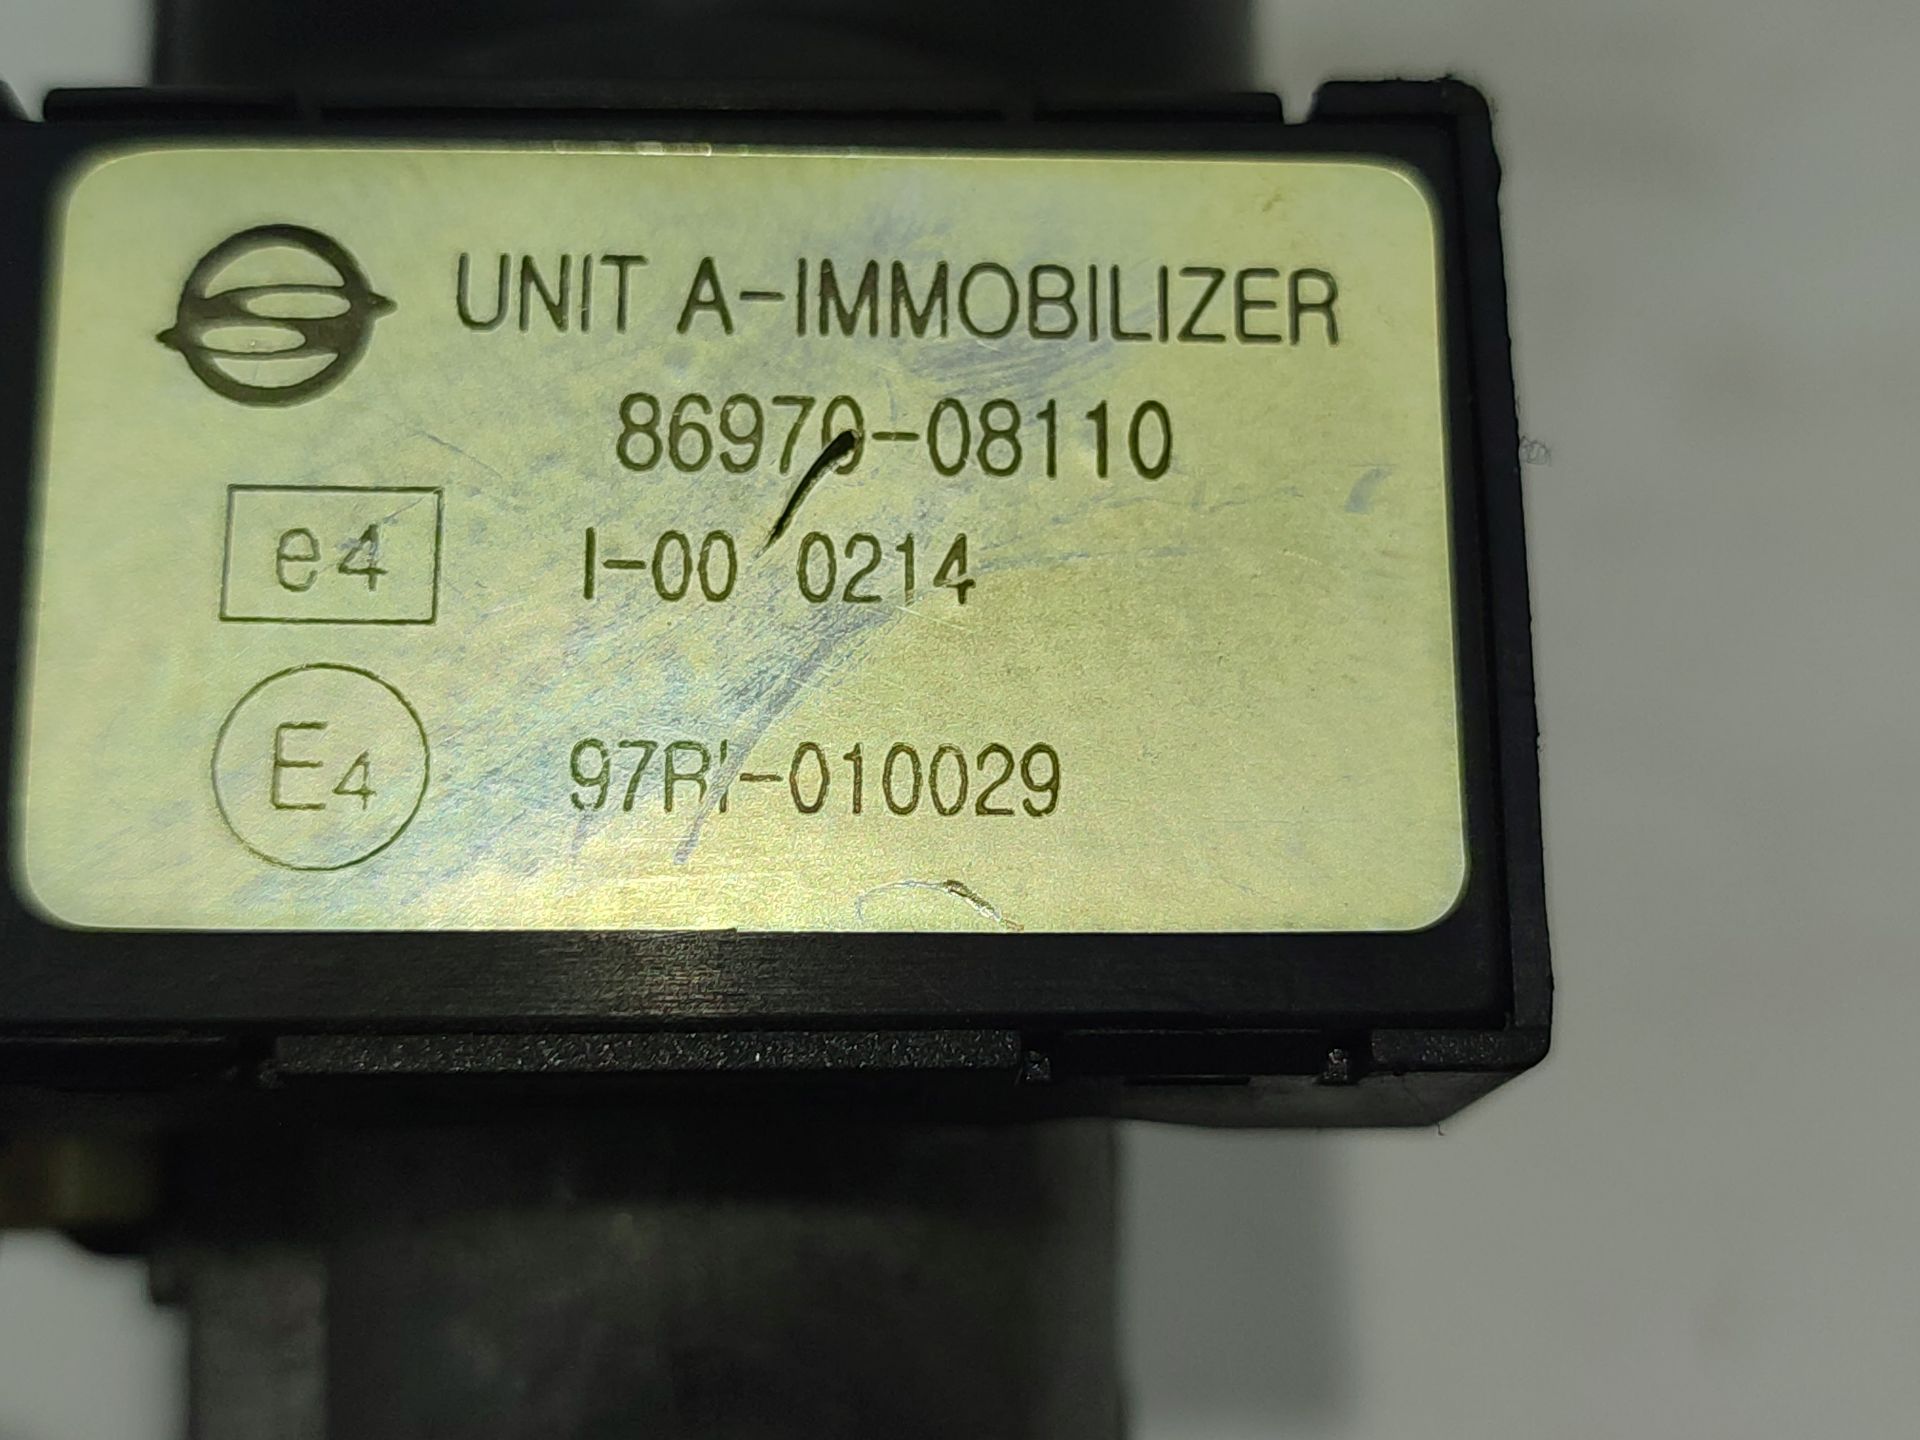 UNIT A-IMMOBILIZER
86970-08110
e4 I-00 0214
E4 97RI-010029